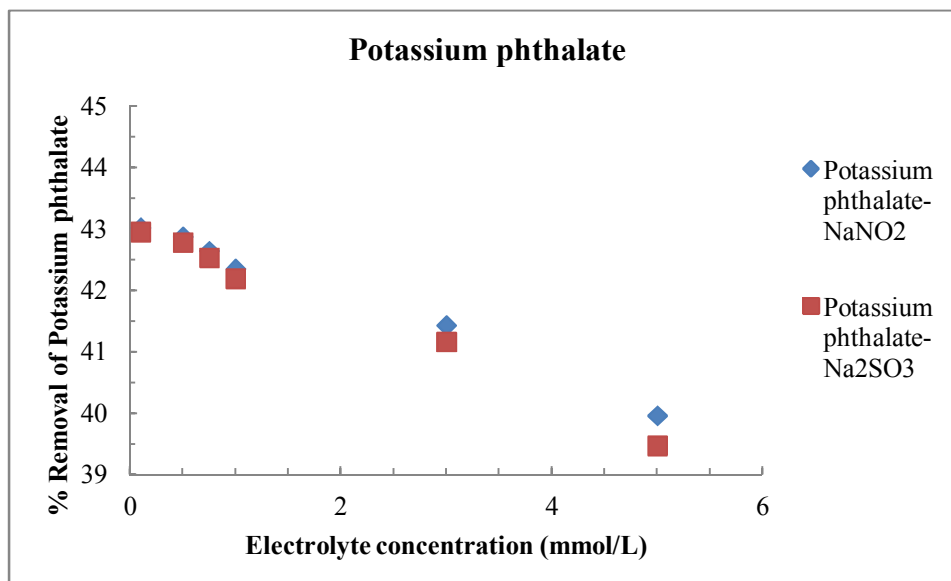 Potassium phthalate
% Removal of Potassium phthalate
45
44
43
42
41
40
39
0
2
4
6
Electrolyte concentration (mmol/L)
Potassium
phthalate-
NaNO2
Potassium
phthalate-
Na2SO3